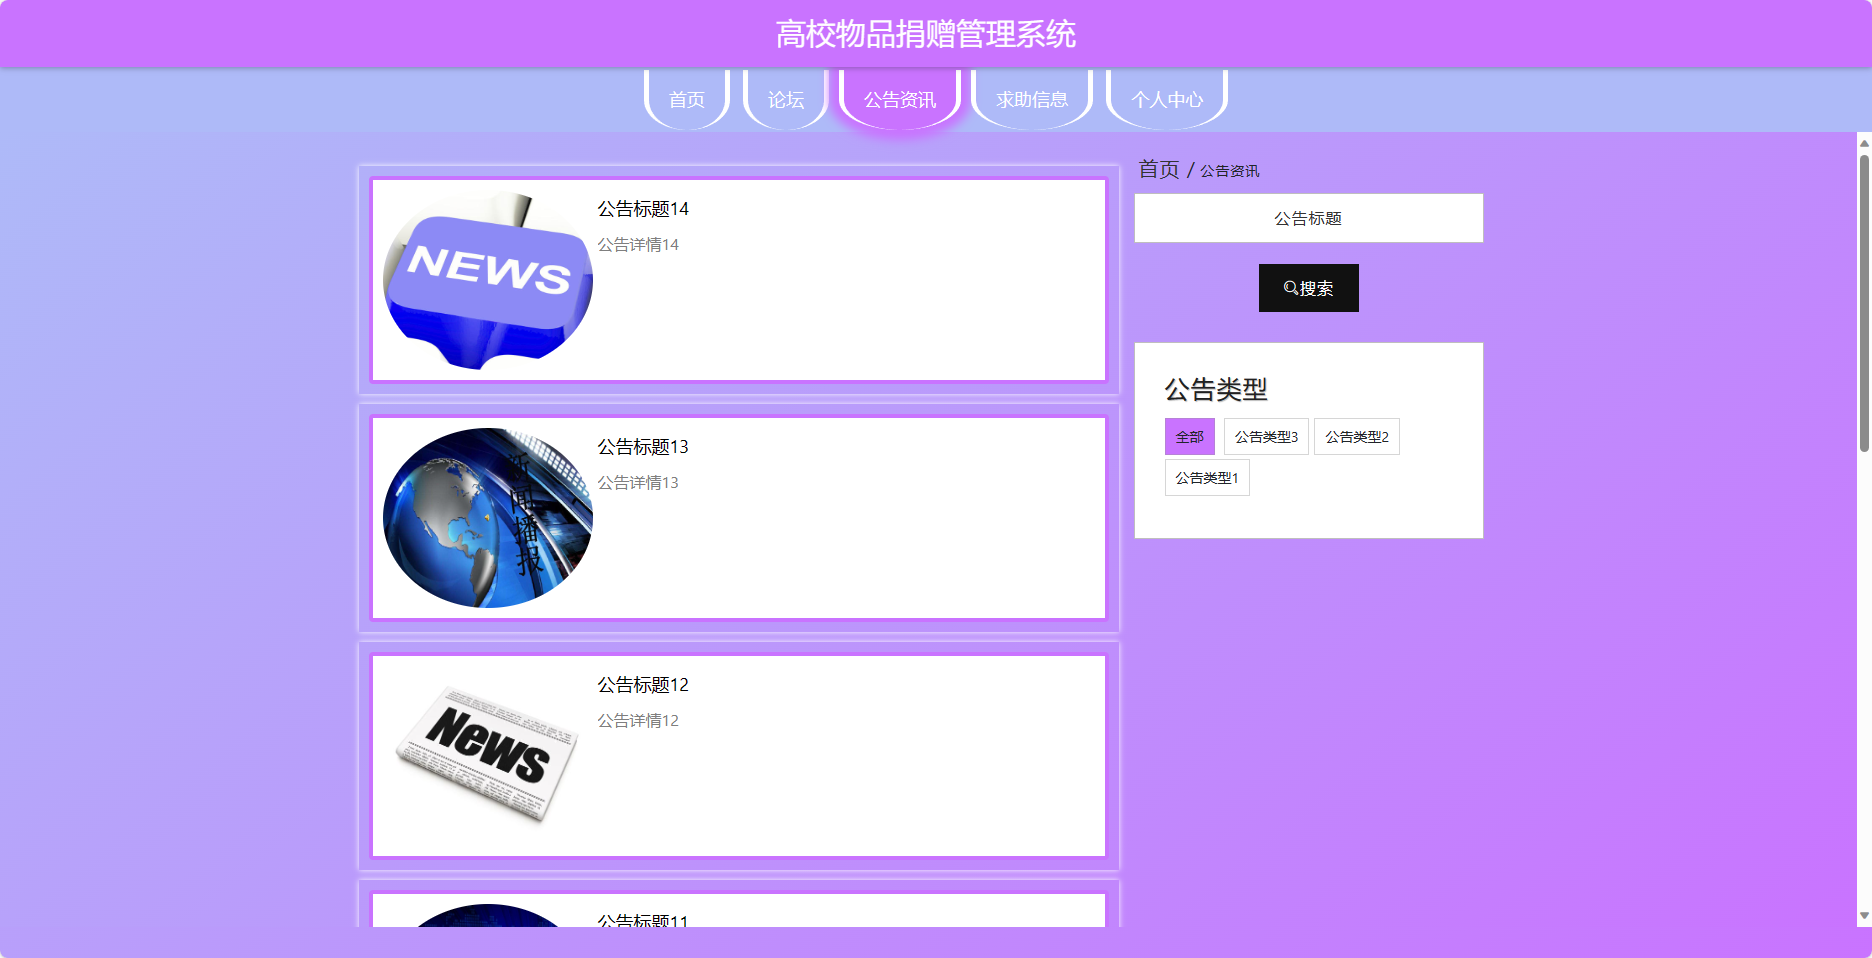 高校物品捐赠管理系统
首页
论坛
公告资讯
求助信息
个人中心
首页 / 公告资讯
公告标题
搜索
公告类型
全部
公告类型3
公告类型2
公告类型1
NEWS
公告标题14
公告详情14
新闻播报
公告标题13
公告详情13
News
公告标题12
公告详情12
公告标题11